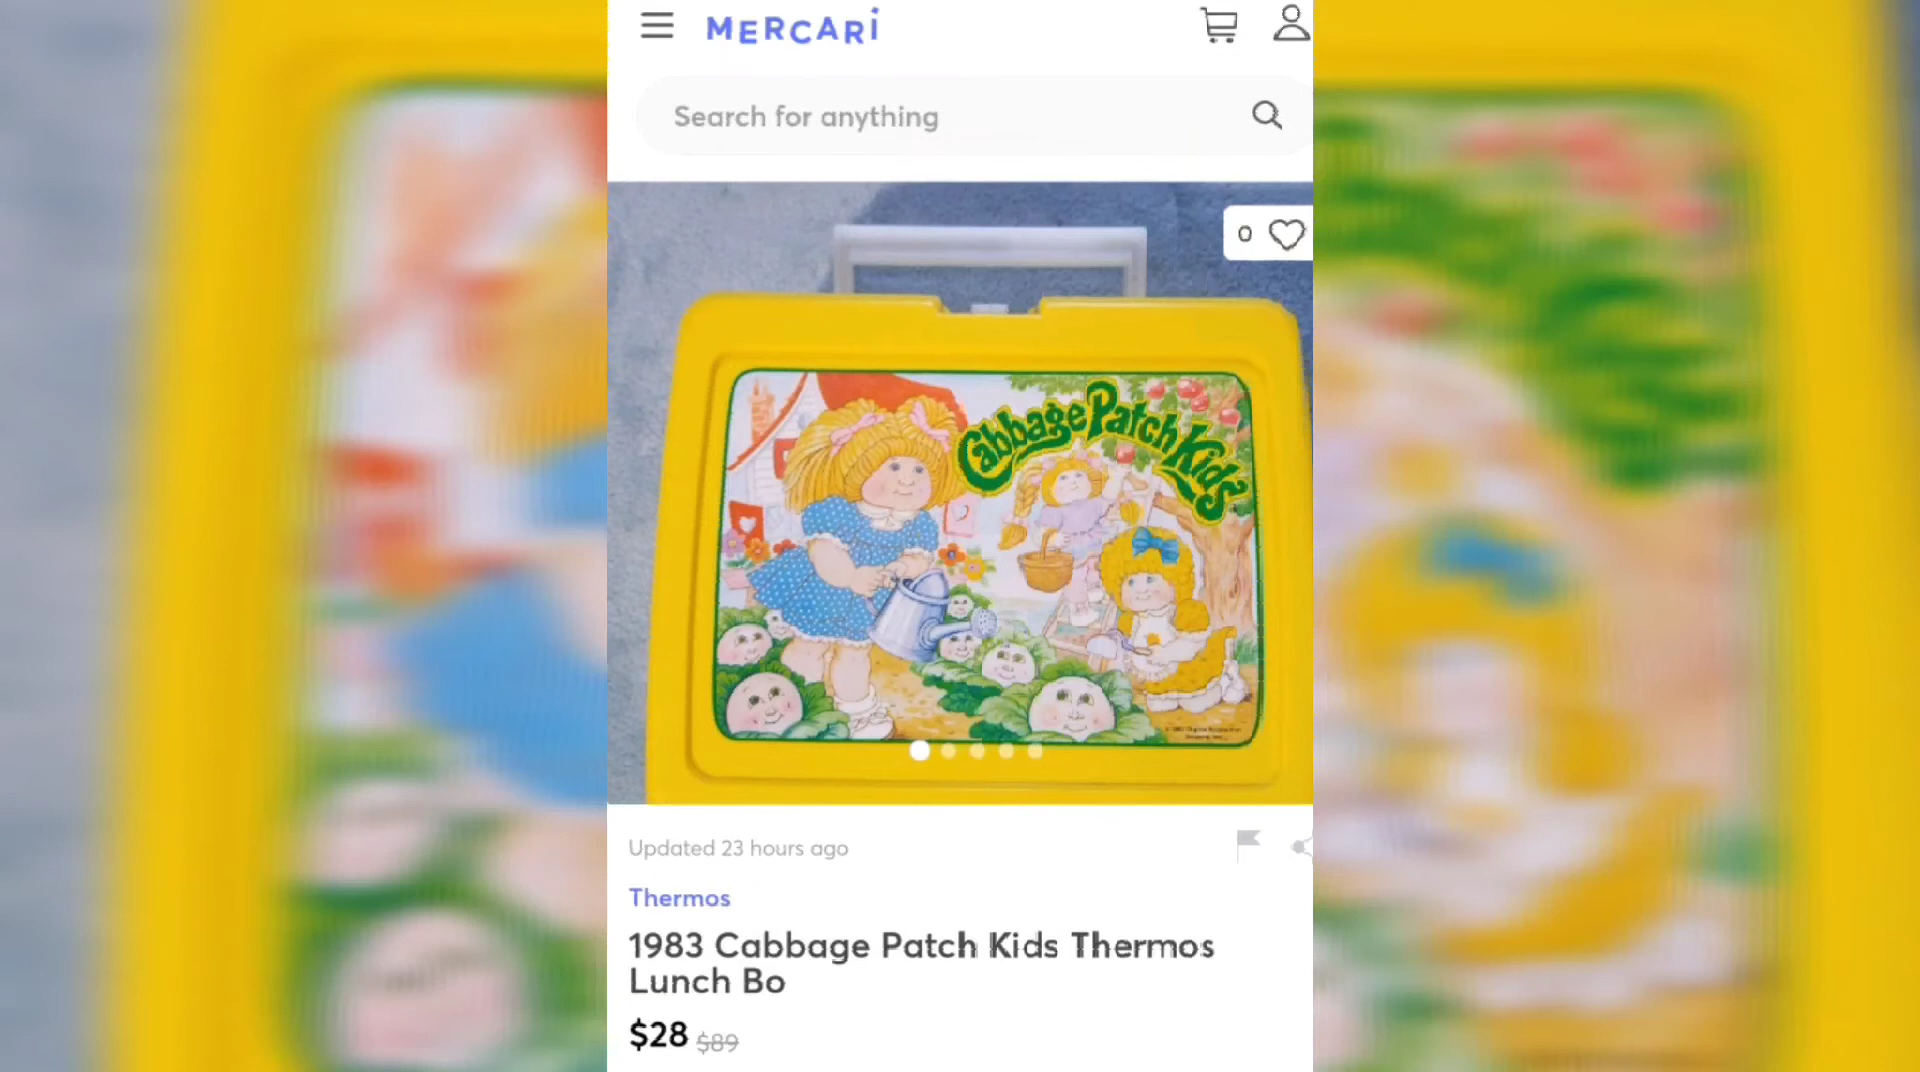 MERCARI
Search for anything
0
Cabbage Patch Kids
Updated 23 hours ago
Thermos
1983 Cabbage Patch Kids Thermos
Lunch Bo
$28 $89